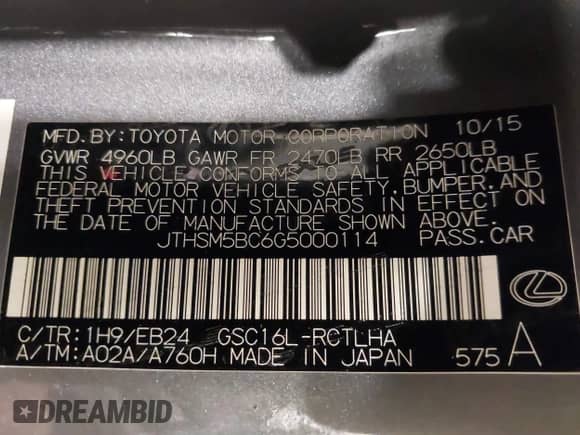 MFD.BY:TOYOTA MOTOR CORPORATION 10/15
GVWR 4960LB GAWR FR 2470LB RR 2650LB
THIS VEHICLE CONFORMS TO ALL APPLICABLE
FEDERAL MOTOR VEHICLE SAFETY,BUMPER,AND
THEFT PREVENTION STANDARDS IN EFFECT ON
THE DATE OF MANUFACTURE SHOWN ABOVE.
JTHSM5BC6G5000114 PASS.CAR
C/TR:1H9/EB24 GSC16L-RCTLHA
A/TM:A02A/A760H MADE IN JAPAN 575 A
DREAMBID